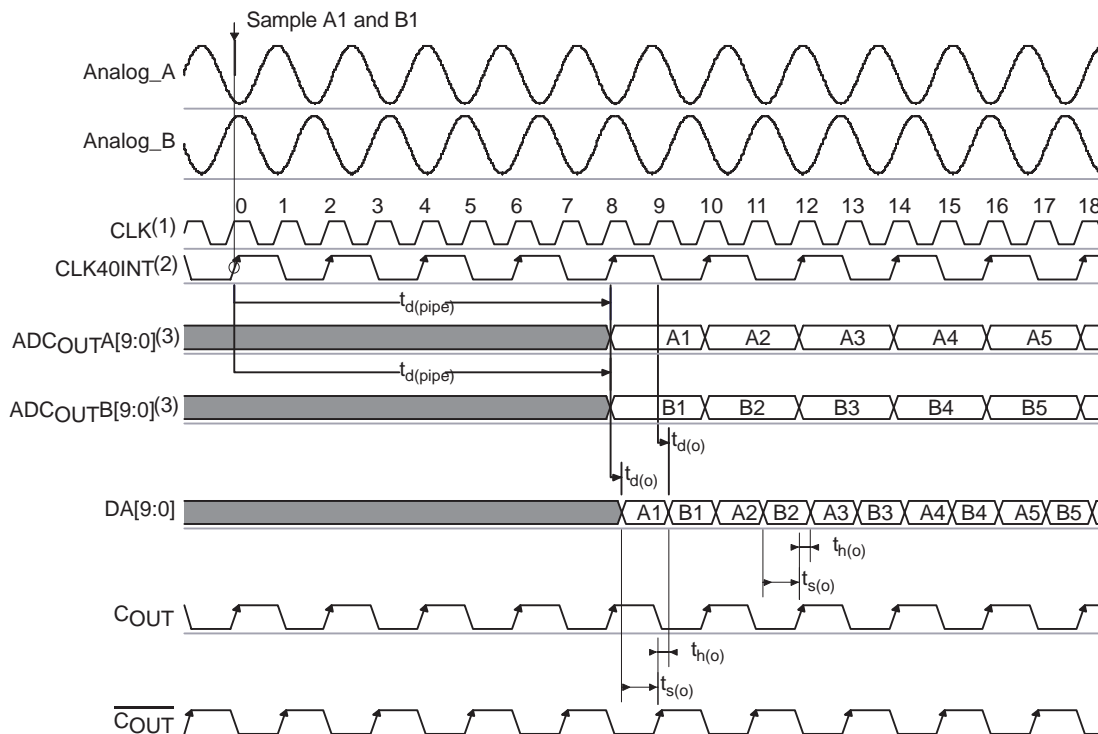 Sample A1 and B1
Analog_A
Analog_B
0 1 2 3 4 5 6 7 8 9 10 11 12 13 14 15 16 17 18
CLK(1)
CLK40INT(2)
td(pipe)
ADCOUTA[9:0](3) A1 A2 A3 A4 A5
td(pipe)
ADCOUTB[9:0](3) B1 B2 B3 B4 B5
td(o)
td(o)
DA[9:0] A1 B1 A2 B2 A3 B3 A4 B4 A5 B5
th(o)
ts(o)
COUT
th(o)
ts(o)
COUT